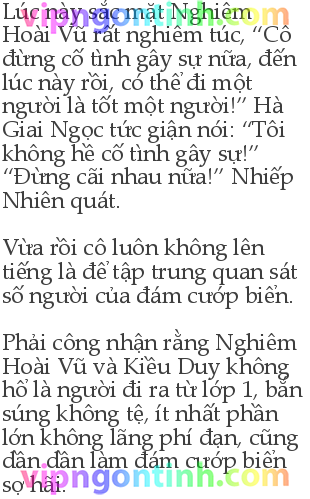 vipngontinh.com
Lúc này sắc mặt Nghiêm
Hoài Vũ rất nghiêm túc, “Cô
đừng cố tình gây sự nữa, đến
lúc này rồi, có thể đi một
người là tốt một người!” Hà
Giai Ngọc tức giận nói: “Tôi
không hề cố tình gây sự!”
“Đừng cãi nhau nữa!” Nhiếp
Nhiên quát.
Vừa rồi cô luôn không lên
tiếng là để tập trung quan sát
số người của đám cướp biển.
Phải công nhận rằng Nghiêm
Hoài Vũ và Kiều Duy không
hổ là người đi ra từ lớp 1, bắn
súng không tệ, ít nhất phần
lớn không lãng phí đạn, cũng
dần dần làm đám cướp biển
sợ hãi.
vipngontinh.com